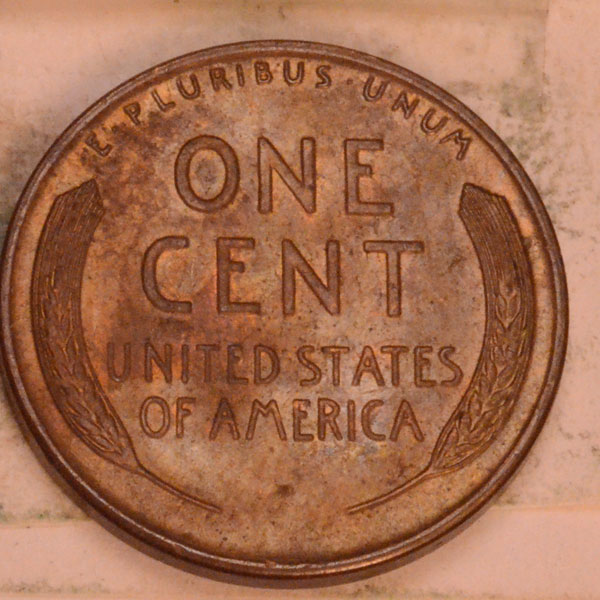 E · PLURIBUS · UNUM
ONE
CENT
UNITED STATES
OF AMERICA